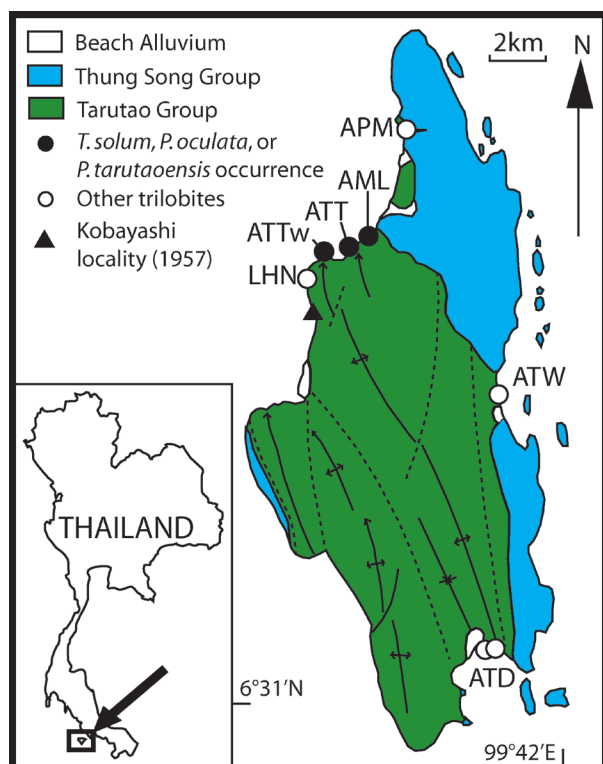 Beach Alluvium
Thung Song Group
Tarutao Group
T. solum, P. oculata, or
P. tarutaoensis occurrence
Other trilobites
Kobayashi
locality (1957)
2km
N
APM
AML
ATT
ATTw
LHN
ATW
THAILAND
ATD
6°31'N
99°42'E